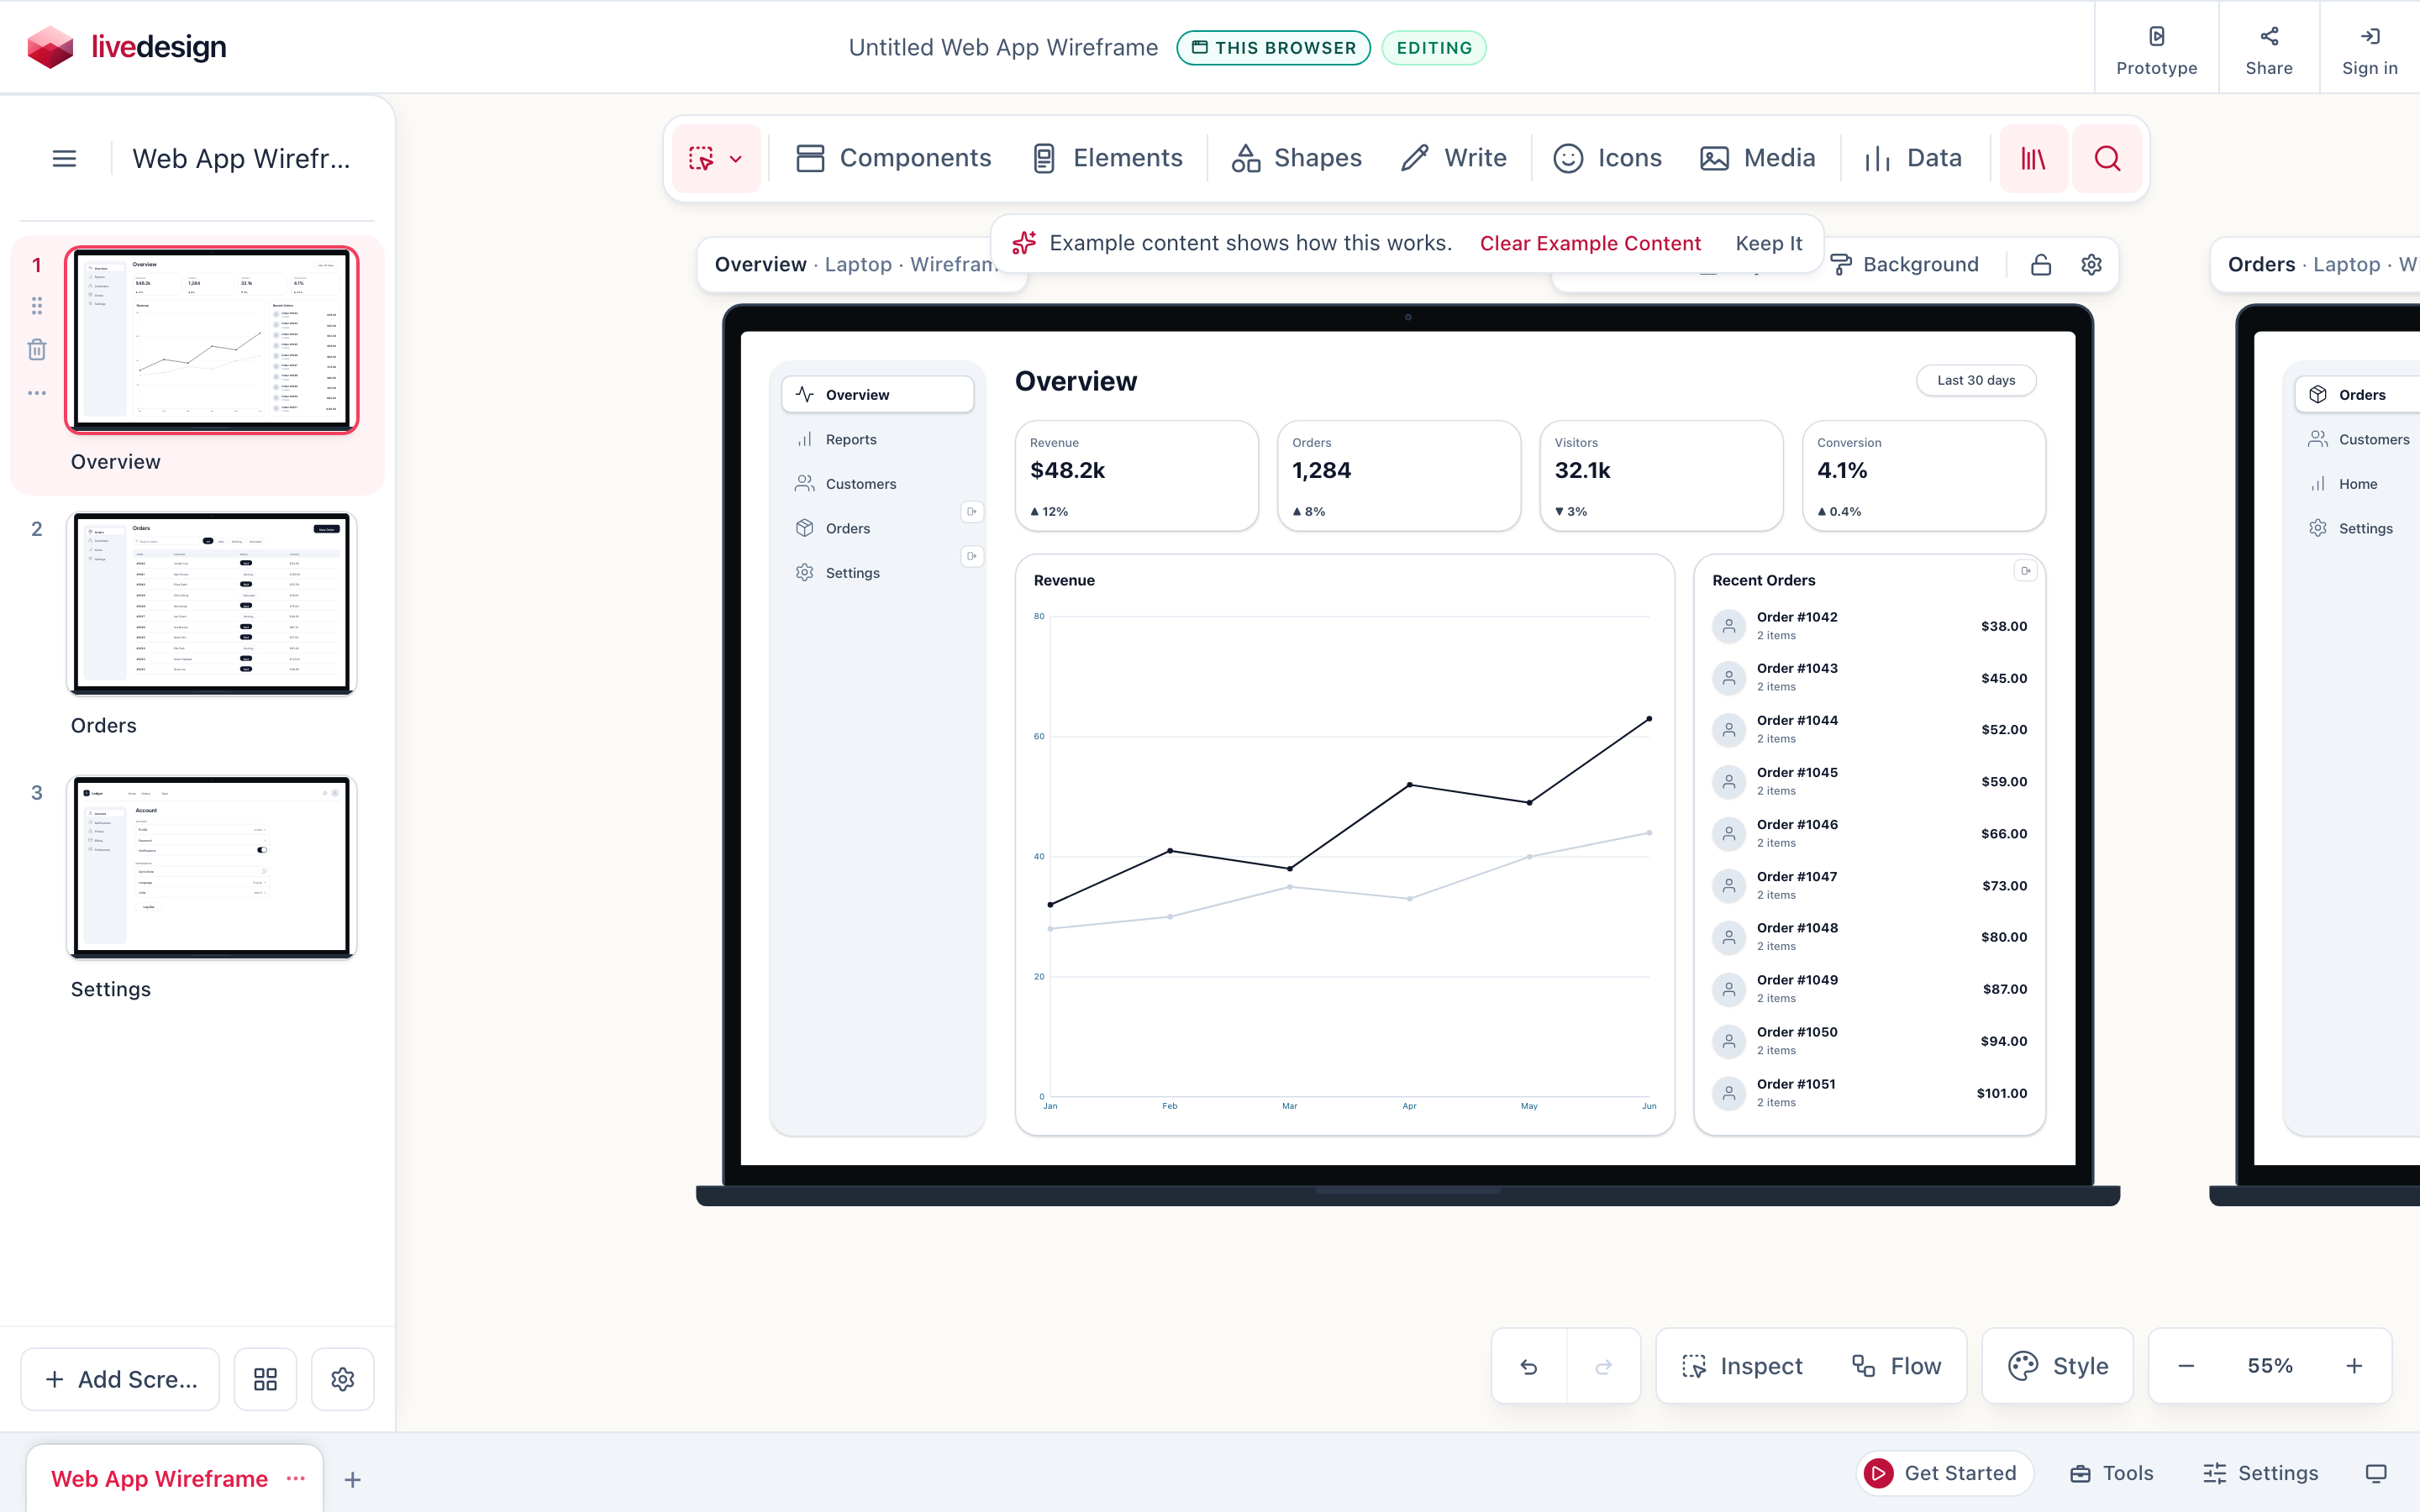 livedesign
Untitled Web App Wireframe
THIS BROWSER
EDITING
Prototype
Share
Sign in
Web App Wirefr...
Components
Elements
Shapes
Write
Icons
Media
Data
Example content shows how this works.
Clear Example Content
Keep It
Overview · Laptop ·
Background
Orders · Laptop ·
1
Overview
2
Orders
3
Settings
Overview
Reports
Customers
Orders
Settings
Overview
Last 30 days
Revenue
$48.2k
▲ 12%
Orders
1,284
▲ 8%
Visitors
32.1k
▼ 3%
Conversion
4.1%
▲ 0.4%
Revenue
80
60
40
20
0
Jan Feb Mar Apr May Jun
Recent Orders
Order #1042
2 items
$38.00
Order #1043
2 items
$45.00
Order #1044
2 items
$52.00
Order #1045
2 items
$59.00
Order #1046
2 items
$66.00
Order #1047
2 items
$73.00
Order #1048
2 items
$80.00
Order #1049
2 items
$87.00
Order #1050
2 items
$94.00
Order #1051
2 items
$101.00
Orders
Customers
Home
Settings
Add Scre...
Inspect
Flow
Style
55%
Web App Wireframe
Get Started
Tools
Settings